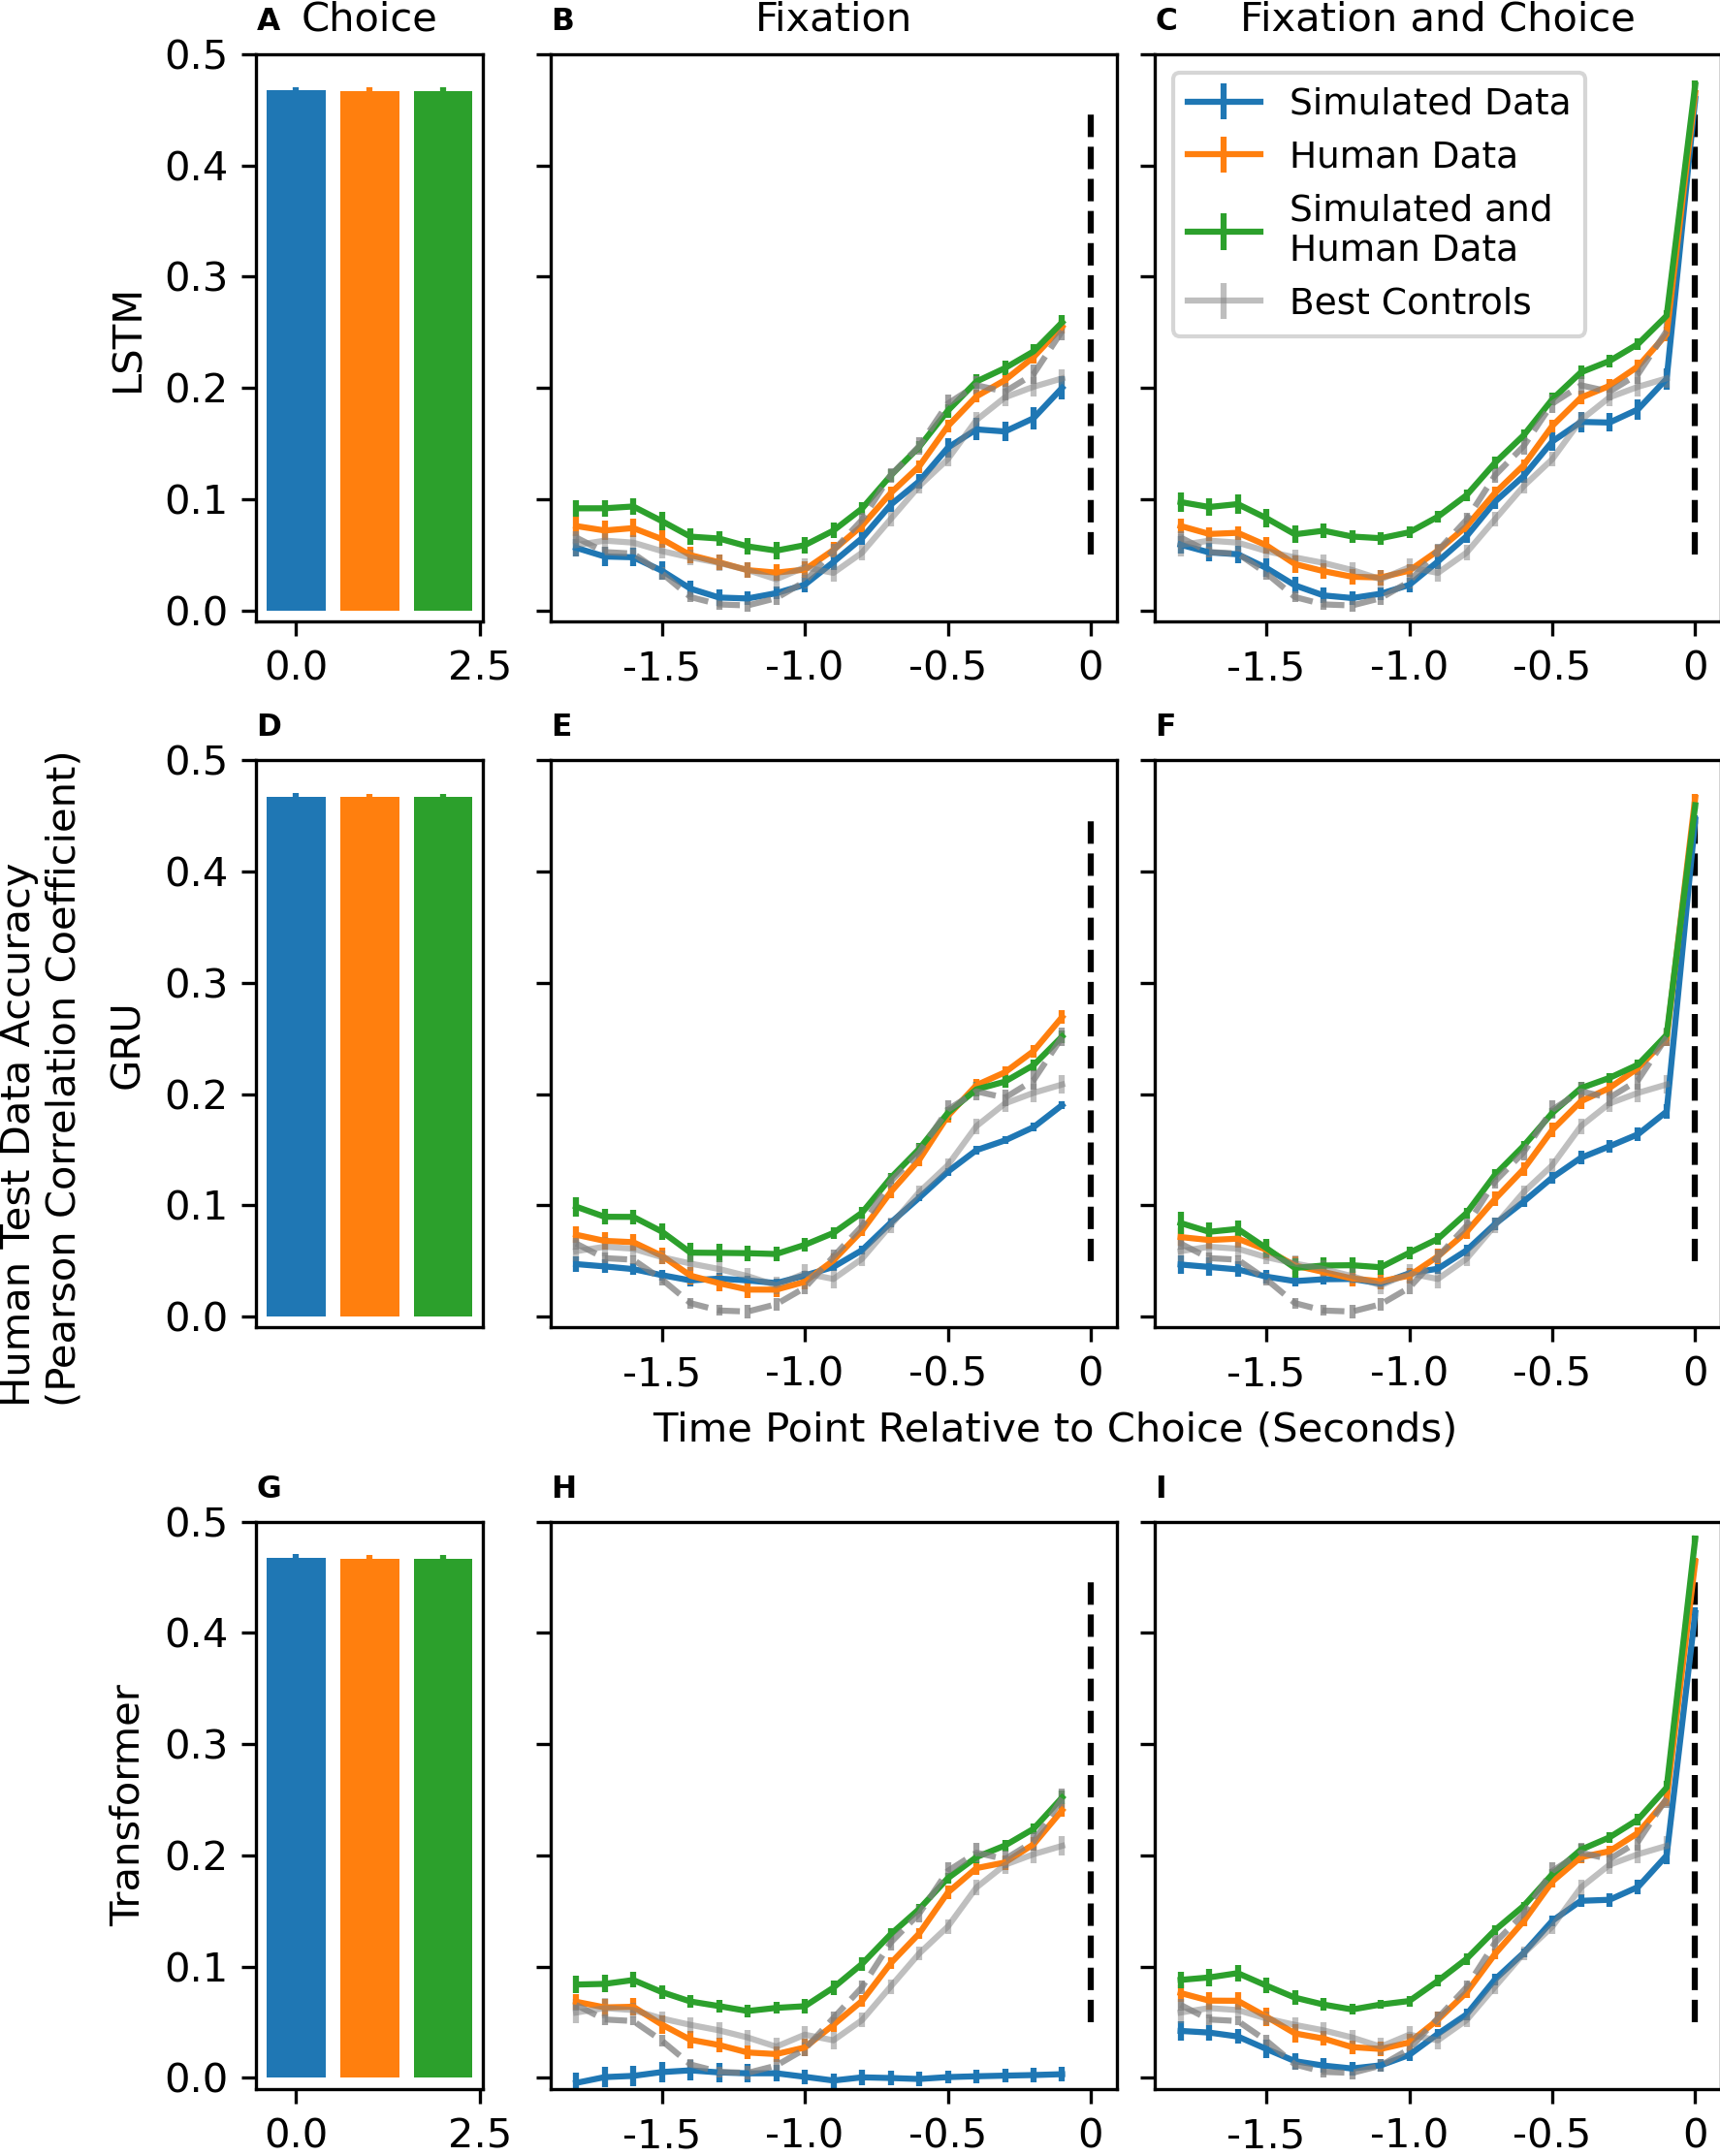 A Choice
B Fixation
C Fixation and Choice
0.5
0.4
0.3
0.2
0.1
0.0
LSTM
Simulated Data
Human Data
Simulated and
Human Data
Best Controls
0.0 2.5
-1.5 -1.0 -0.5 0
-1.5 -1.0 -0.5 0
D
E
F
Human Test Data Accuracy
(Pearson Correlation Coefficient)
GRU
0.5
0.4
0.3
0.2
0.1
0.0
-1.5 -1.0 -0.5 0
-1.5 -1.0 -0.5 0
Time Point Relative to Choice (Seconds)
G
H
I
Transformer
0.5
0.4
0.3
0.2
0.1
0.0
0.0 2.5
-1.5 -1.0 -0.5 0
-1.5 -1.0 -0.5 0